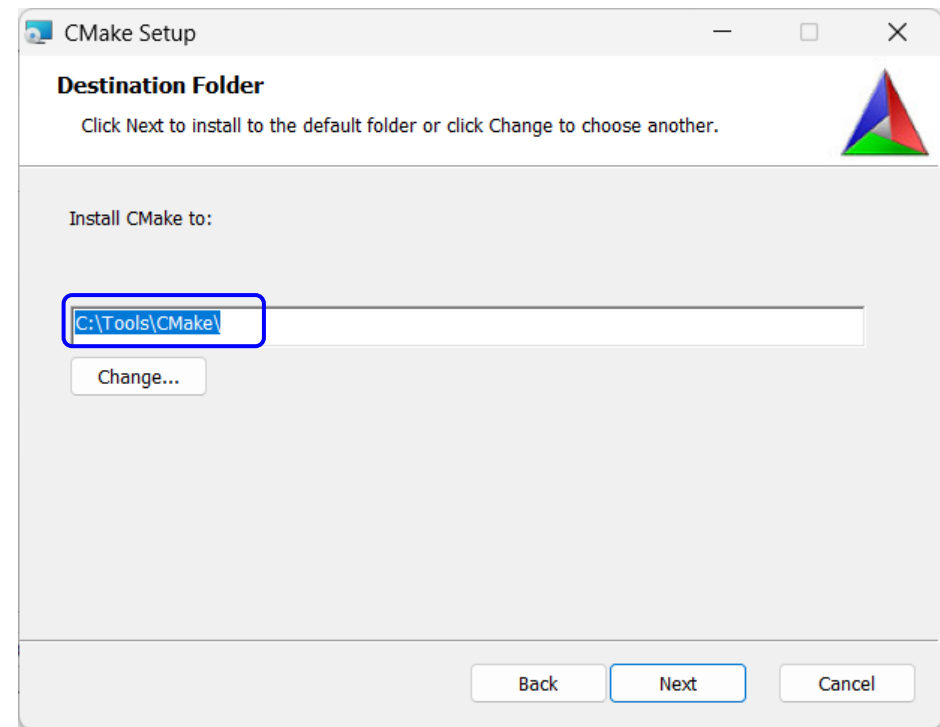 CMake Setup
Destination Folder
Click Next to install to the default folder or click Change to choose another.
Install CMake to:
C:\Tools\CMake\
Change...
Back Next Cancel